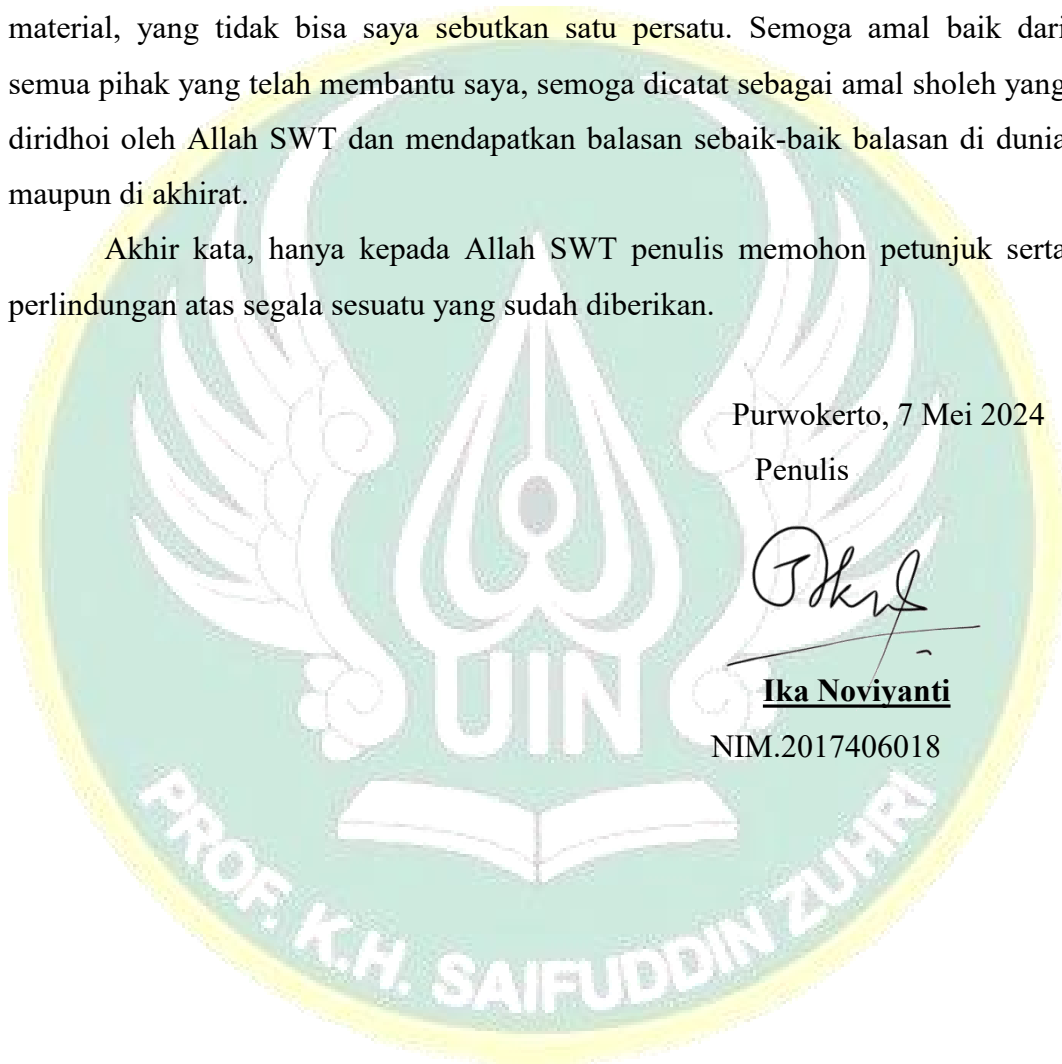 material, yang tidak bisa saya sebutkan satu persatu. Semoga amal baik dari
semua pihak yang telah membantu saya, semoga dicatat sebagai amal sholeh yang
diridhoi oleh Allah SWT dan mendapatkan balasan sebaik-baik balasan di dunia
maupun di akhirat.
Akhir kata, hanya kepada Allah SWT penulis memohon petunjuk serta
perlindungan atas segala sesuatu yang sudah diberikan.
Purwokerto, 7 Mei 2024
Penulis
Ika Noviyanti
NIM.2017406018
UIN
PROF. K.H. SAIFUDDIN ZUHRI